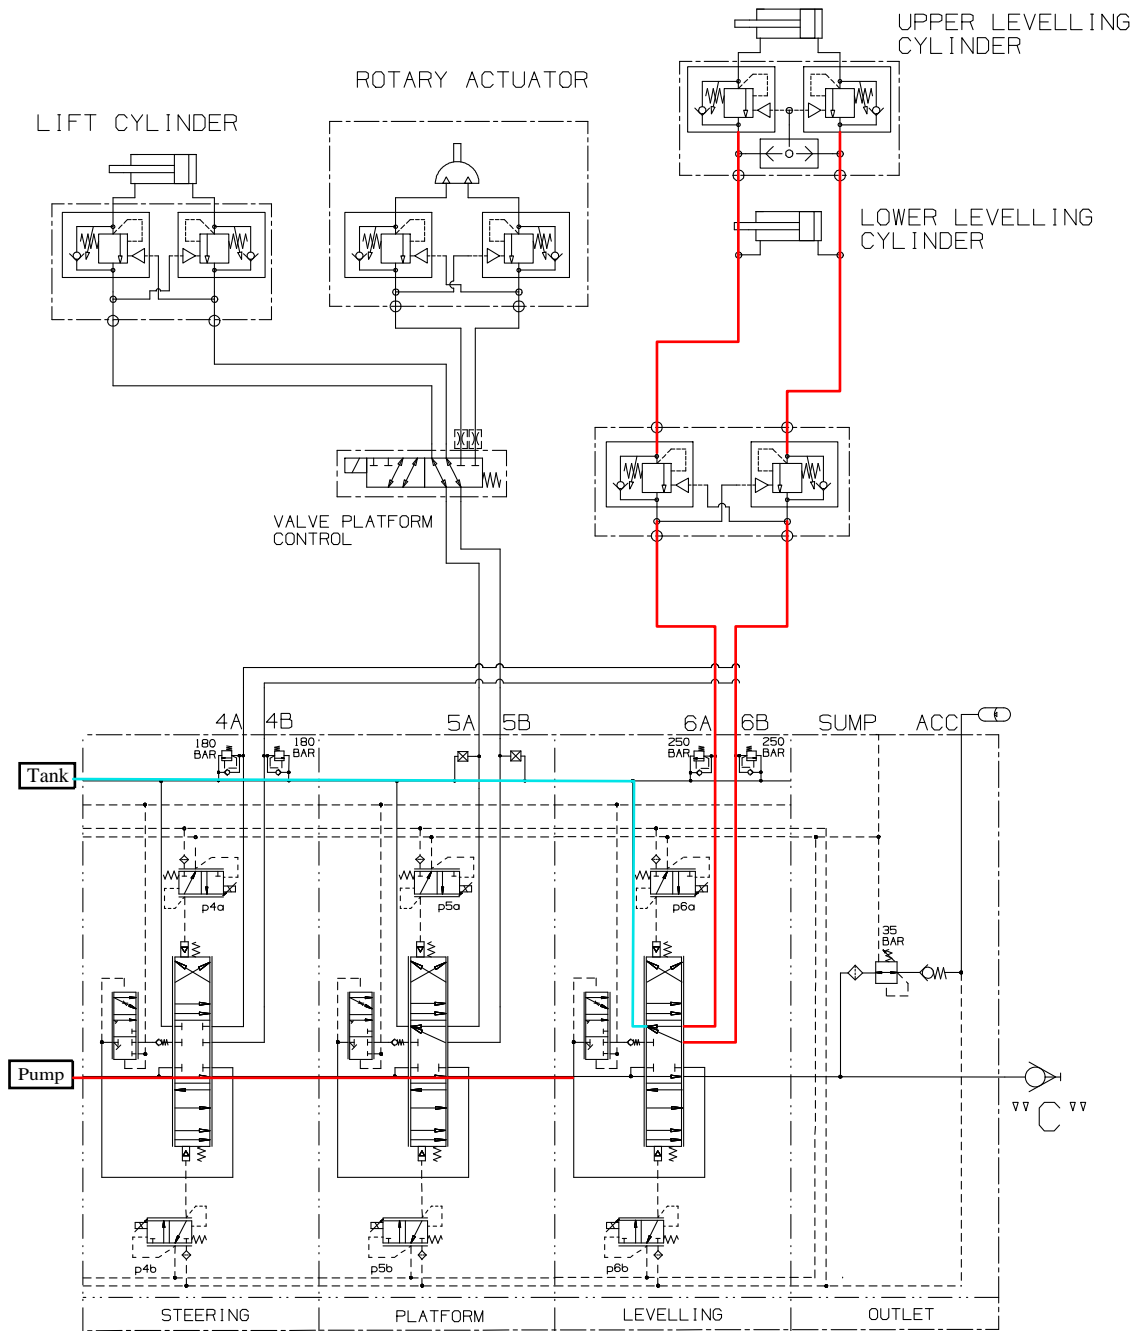 UPPER LEVELLING
CYLINDER
ROTARY ACTUATOR
LIFT CYLINDER
LOWER LEVELLING
CYLINDER
VALVE PLATFORM
CONTROL
4A 4B 5A 5B 6A 6B SUMP ACC
180
BAR
180
BAR
250
BAR
250
BAR
Tank
p4a
p5a
p6a
35
BAR
Pump
"C"
p4b
p5b
p6b
STEERING PLATFORM LEVELLING OUTLET